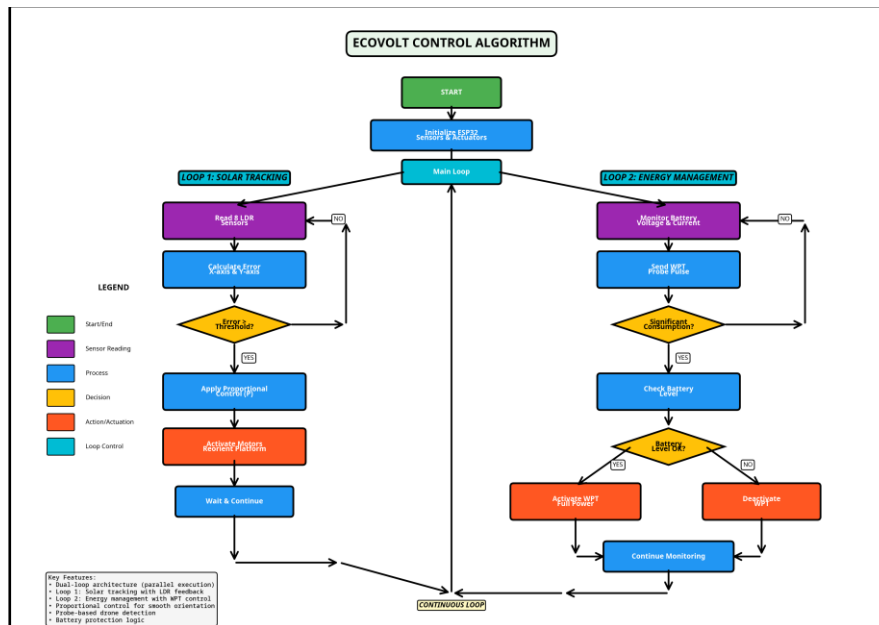 ECOVOLT CONTROL ALGORITHM
START
Initialize ESP32
Sensors & Actuators
Main Loop
LOOP 1: SOLAR TRACKING
LOOP 2: ENERGY MANAGEMENT
Read 8 LDR
Sensors
NO
Monitor Battery
Voltage & Current
NO
Calculate Error
X-axis & Y-axis
Send WPT
Probe Pulse
LEGEND
Start/End
Sensor Reading
Process
Decision
Action/Actuation
Loop Control
Error ≥
Threshold?
Significant
Consumption?
YES
YES
Apply Proportional
Control (P)
Check Battery
Level
Activate Motors
Reorient Platform
Battery
Level OK?
YES
NO
Wait & Continue
Activate WPT
Full Power
Deactivate
WPT
Continue Monitoring
Key Features:
• Dual-loop architecture (parallel execution)
• Loop 1: Solar tracking with LDR feedback
• Loop 2: Energy management with WPT control
• Proportional control for smooth orientation
• Probe-based drone detection
• Battery protection logic
CONTINUOUS LOOP